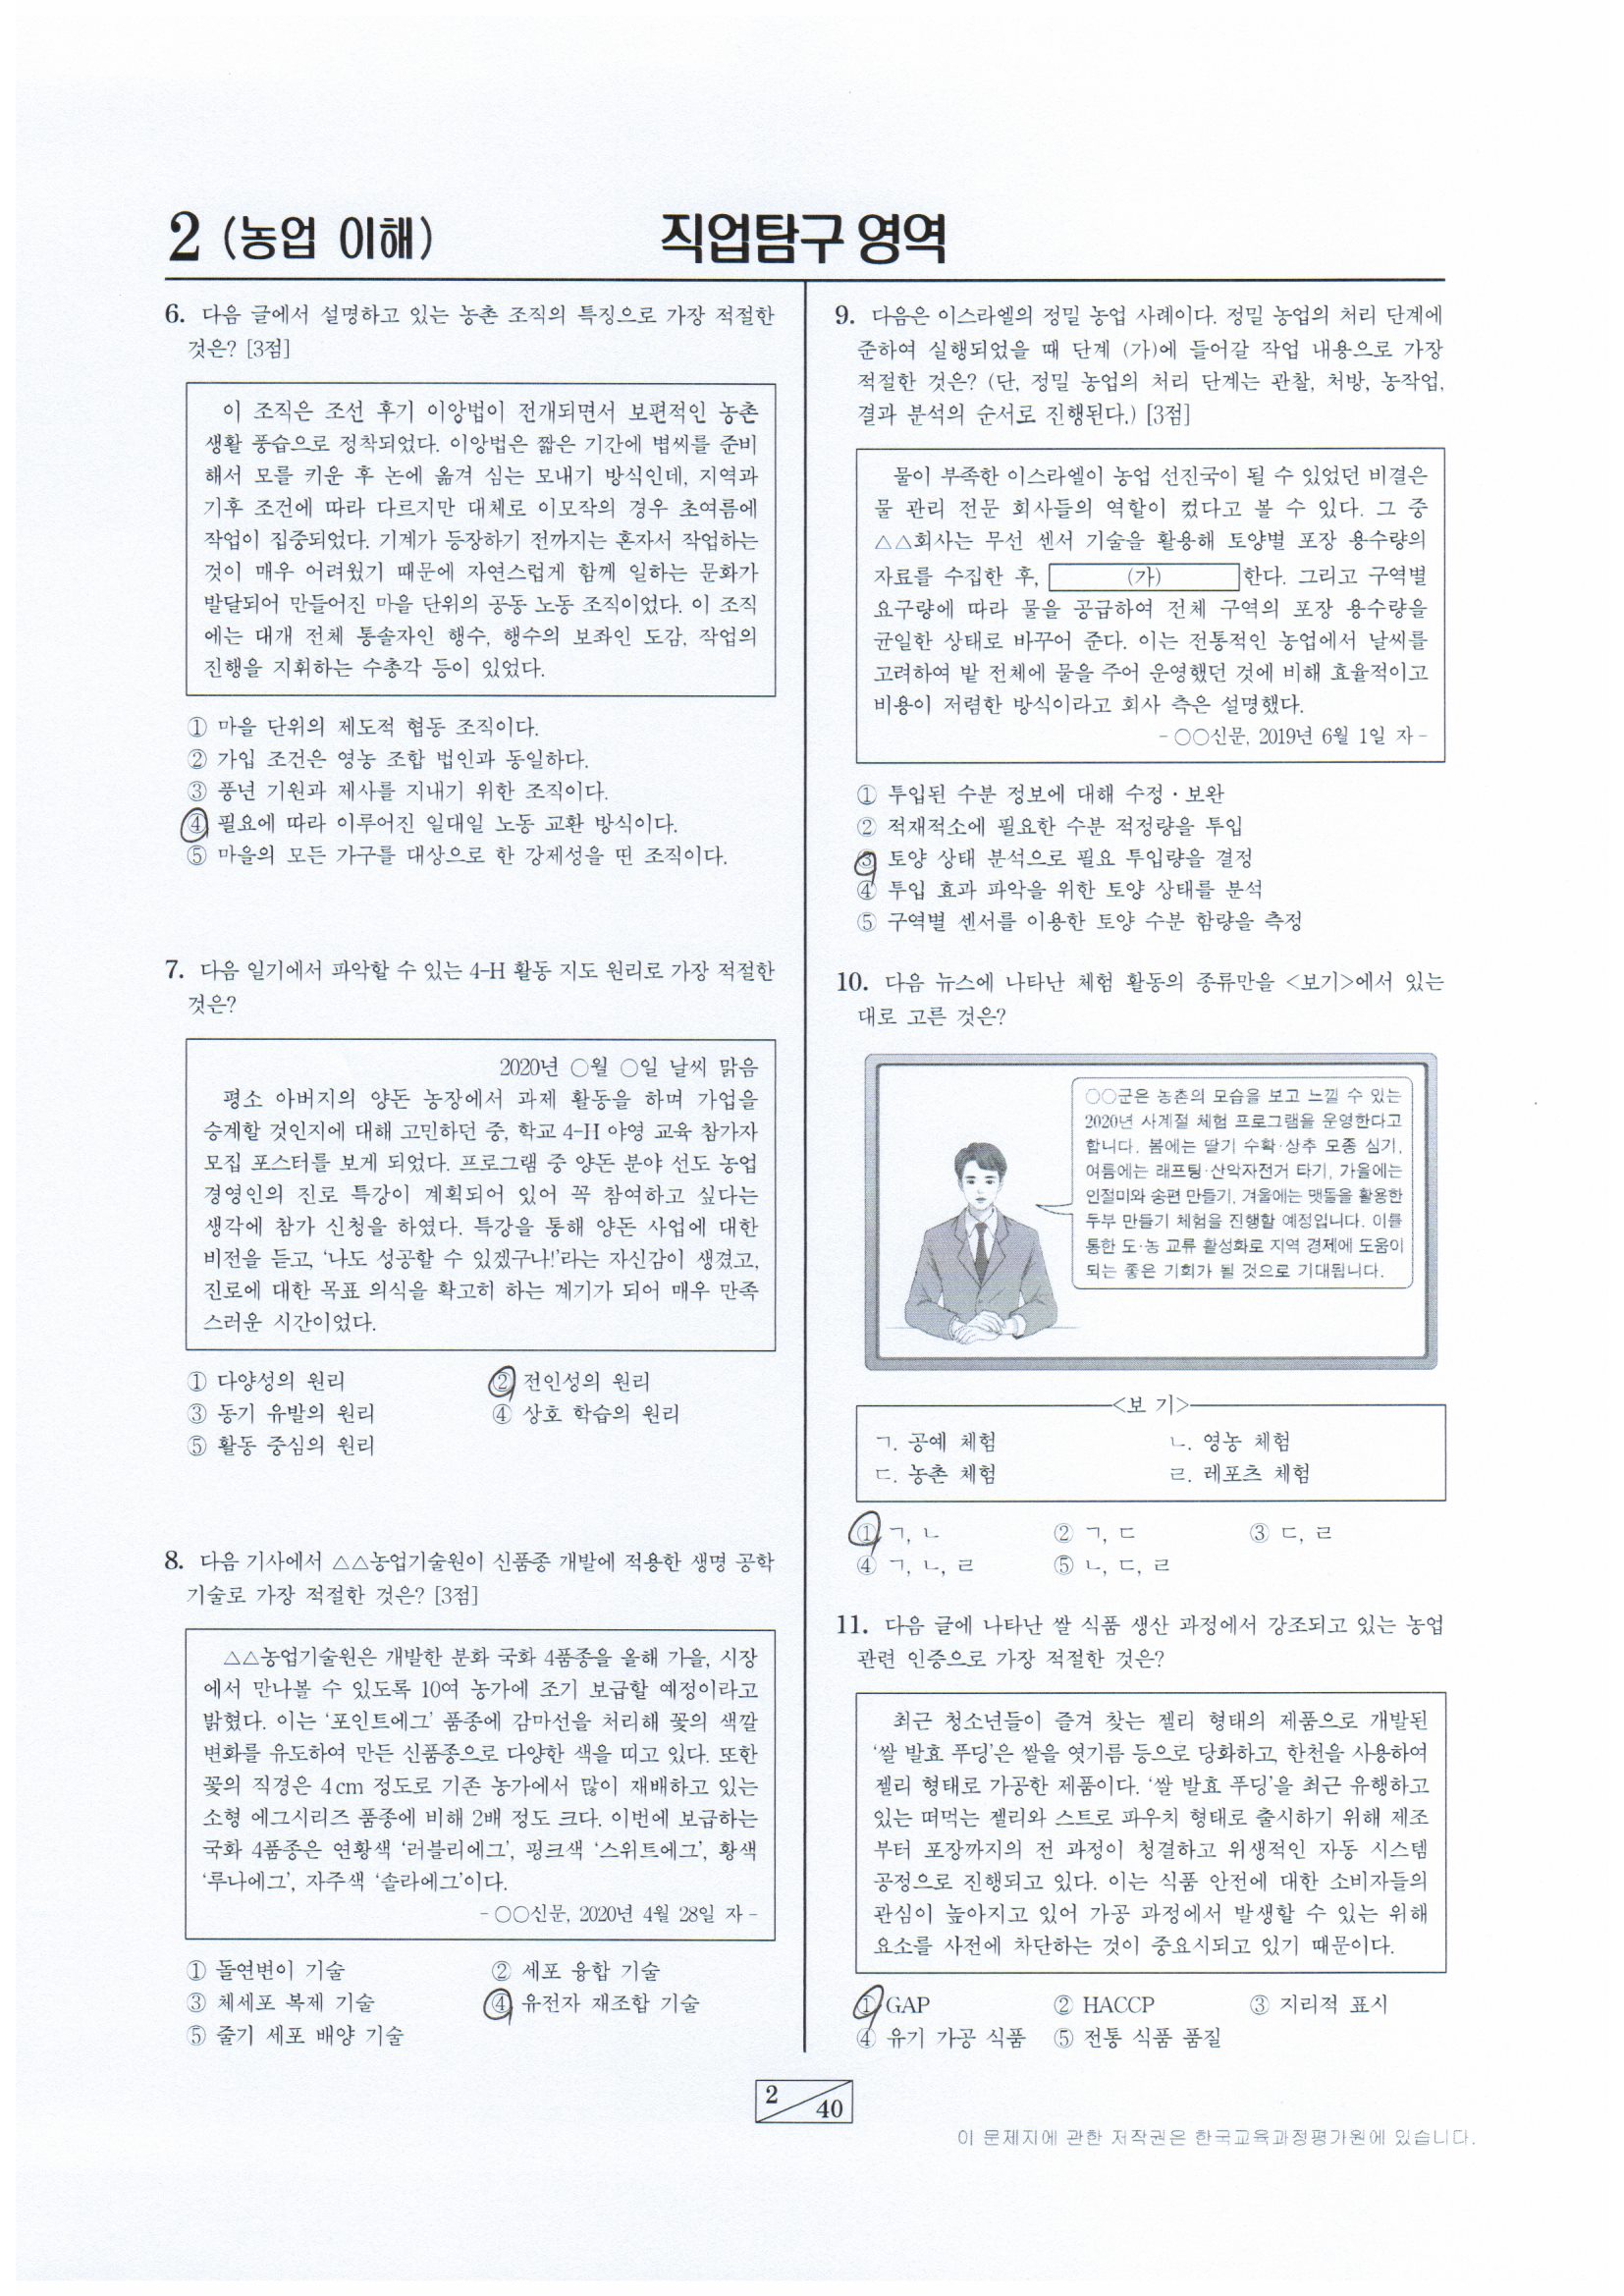 2 (농업 이해)
직업탐구 영역
6. 다음 글에서 설명하고 있는 농촌 조직의 특징으로 가장 적절한
것은? [3점]
이 조직은 조선 후기 이앙법이 전개되면서 보편적인 농촌
생활 풍습으로 정착되었다. 이앙법은 짧은 기간에 볍씨를 준비
해서 모를 키운 후 논에 옮겨 심는 모내기 방식인데, 지역과
기후 조건에 따라 다르지만 대체로 이모작의 경우 초여름에
작업이 집중되었다. 기계가 등장하기 전까지는 혼자서 작업하는
것이 매우 어려웠기 때문에 자연스럽게 함께 일하는 문화가
발달되어 만들어진 마을 단위의 공동 노동 조직이었다. 이 조직
에는 대개 전체 통솔자인 행수, 행수의 보좌인 도감, 작업의
진행을 지휘하는 수총각 등이 있었다.
① 마을 단위의 제도적 협동 조직이다.
② 가입 조건은 영농 조합 법인과 동일하다.
③ 풍년 기원과 제사를 지내기 위한 조직이다.
④ 필요에 따라 이루어진 일대일 노동 교환 방식이다.
⑤ 마을의 모든 가구를 대상으로 한 강제성을 띤 조직이다.
7. 다음 일기에서 파악할 수 있는 4-H 활동 지도 원리로 가장 적절한
것은?
2020년 ○월 ○일 날씨 맑음
평소 아버지의 양돈 농장에서 과제 활동을 하며 가업을
승계할 것인지에 대해 고민하던 중, 학교 4-H 야영 교육 참가자
모집 포스터를 보게 되었다. 프로그램 중 양돈 분야 선도 농업
경영인의 진로 특강이 계획되어 있어 꼭 참여하고 싶다는
생각에 참가 신청을 하였다. 특강을 통해 양돈 사업에 대한
비전을 듣고, ‘나도 성공할 수 있겠구나!’라는 자신감이 생겼고,
진로에 대한 목표 의식을 확고히 하는 계기가 되어 매우 만족
스러운 시간이었다.
① 다양성의 원리 ② 전인성의 원리
③ 동기 유발의 원리 ④ 상호 학습의 원리
⑤ 활동 중심의 원리
8. 다음 기사에서 △△농업기술원이 신품종 개발에 적용한 생명 공학
기술로 가장 적절한 것은? [3점]
△△농업기술원은 개발한 분화 국화 4품종을 올해 가을, 시장
에서 만나볼 수 있도록 10여 농가에 조기 보급할 예정이라고
밝혔다. 이는 ‘포인트에그’ 품종에 감마선을 처리해 꽃의 색깔
변화를 유도하여 만든 신품종으로 다양한 색을 띠고 있다. 또한
꽃의 직경은 4cm 정도로 기존 농가에서 많이 재배하고 있는
소형 에그시리즈 품종에 비해 2배 정도 크다. 이번에 보급하는
국화 4품종은 연황색 ‘러블리에그’, 핑크색 ‘스위트에그’, 황색
‘루나에그’, 자주색 ‘솔라에그’이다.
- ○○신문, 2020년 4월 28일 자 -
① 돌연변이 기술 ② 세포 융합 기술
③ 체세포 복제 기술 ④ 유전자 재조합 기술
⑤ 줄기 세포 배양 기술
9. 다음은 이스라엘의 정밀 농업 사례이다. 정밀 농업의 처리 단계에
준하여 실행되었을 때 단계 (가)에 들어갈 작업 내용으로 가장
적절한 것은? (단, 정밀 농업의 처리 단계는 관찰, 처방, 농작업,
결과 분석의 순서로 진행된다.) [3점]
물이 부족한 이스라엘이 농업 선진국이 될 수 있었던 비결은
물 관리 전문 회사들의 역할이 컸다고 볼 수 있다. 그 중
△△회사는 무선 센서 기술을 활용해 토양별 포장 용수량의
자료를 수집한 후, (가) 한다. 그리고 구역별
요구량에 따라 물을 공급하여 전체 구역의 포장 용수량을
균일한 상태로 바꾸어 준다. 이는 전통적인 농업에서 날씨를
고려하여 밭 전체에 물을 주어 운영했던 것에 비해 효율적이고
비용이 저렴한 방식이라고 회사 측은 설명했다.
- ○○신문, 2019년 6월 1일 자 -
① 투입된 수분 정보에 대해 수정・보완
② 적재적소에 필요한 수분 적정량을 투입
③ 토양 상태 분석으로 필요 투입량을 결정
④ 투입 효과 파악을 위한 토양 상태를 분석
⑤ 구역별 센서를 이용한 토양 수분 함량을 측정
10. 다음 뉴스에 나타난 체험 활동의 종류만을 <보기>에서 있는
대로 고른 것은?
○○군은 농촌의 모습을 보고 느낄 수 있는
2020년 사계절 체험 프로그램을 운영한다고
합니다. 봄에는 딸기 수확·상추 모종 심기,
여름에는 래프팅·산악자전거 타기, 가을에는
인절미와 송편 만들기, 겨울에는 맷돌을 활용한
두부 만들기 체험을 진행할 예정입니다. 이를
통한 도·농 교류 활성화로 지역 경제에 도움이
되는 좋은 기회가 될 것으로 기대됩니다.
<보 기>
ㄱ. 공예 체험 ㄴ. 영농 체험
ㄷ. 농촌 체험 ㄹ. 레포츠 체험
① ㄱ, ㄴ ② ㄱ, ㄷ ③ ㄷ, ㄹ
④ ㄱ, ㄴ, ㄹ ⑤ ㄴ, ㄷ, ㄹ
11. 다음 글에 나타난 쌀 식품 생산 과정에서 강조되고 있는 농업
관련 인증으로 가장 적절한 것은?
최근 청소년들이 즐겨 찾는 젤리 형태의 제품으로 개발된
‘쌀 발효 푸딩’은 쌀을 엿기름 등으로 당화하고, 한천을 사용하여
젤리 형태로 가공한 제품이다. ‘쌀 발효 푸딩’을 최근 유행하고
있는 떠먹는 젤리와 스트로 파우치 형태로 출시하기 위해 제조
부터 포장까지의 전 과정이 청결하고 위생적인 자동 시스템
공정으로 진행되고 있다. 이는 식품 안전에 대한 소비자들의
관심이 높아지고 있어 가공 과정에서 발생할 수 있는 위해
요소를 사전에 차단하는 것이 중요시되고 있기 때문이다.
① GAP ② HACCP ③ 지리적 표시
④ 유기 가공 식품 ⑤ 전통 식품 품질
2 40
이 문제지에 관한 저작권은 한국교육과정평가원에 있습니다.